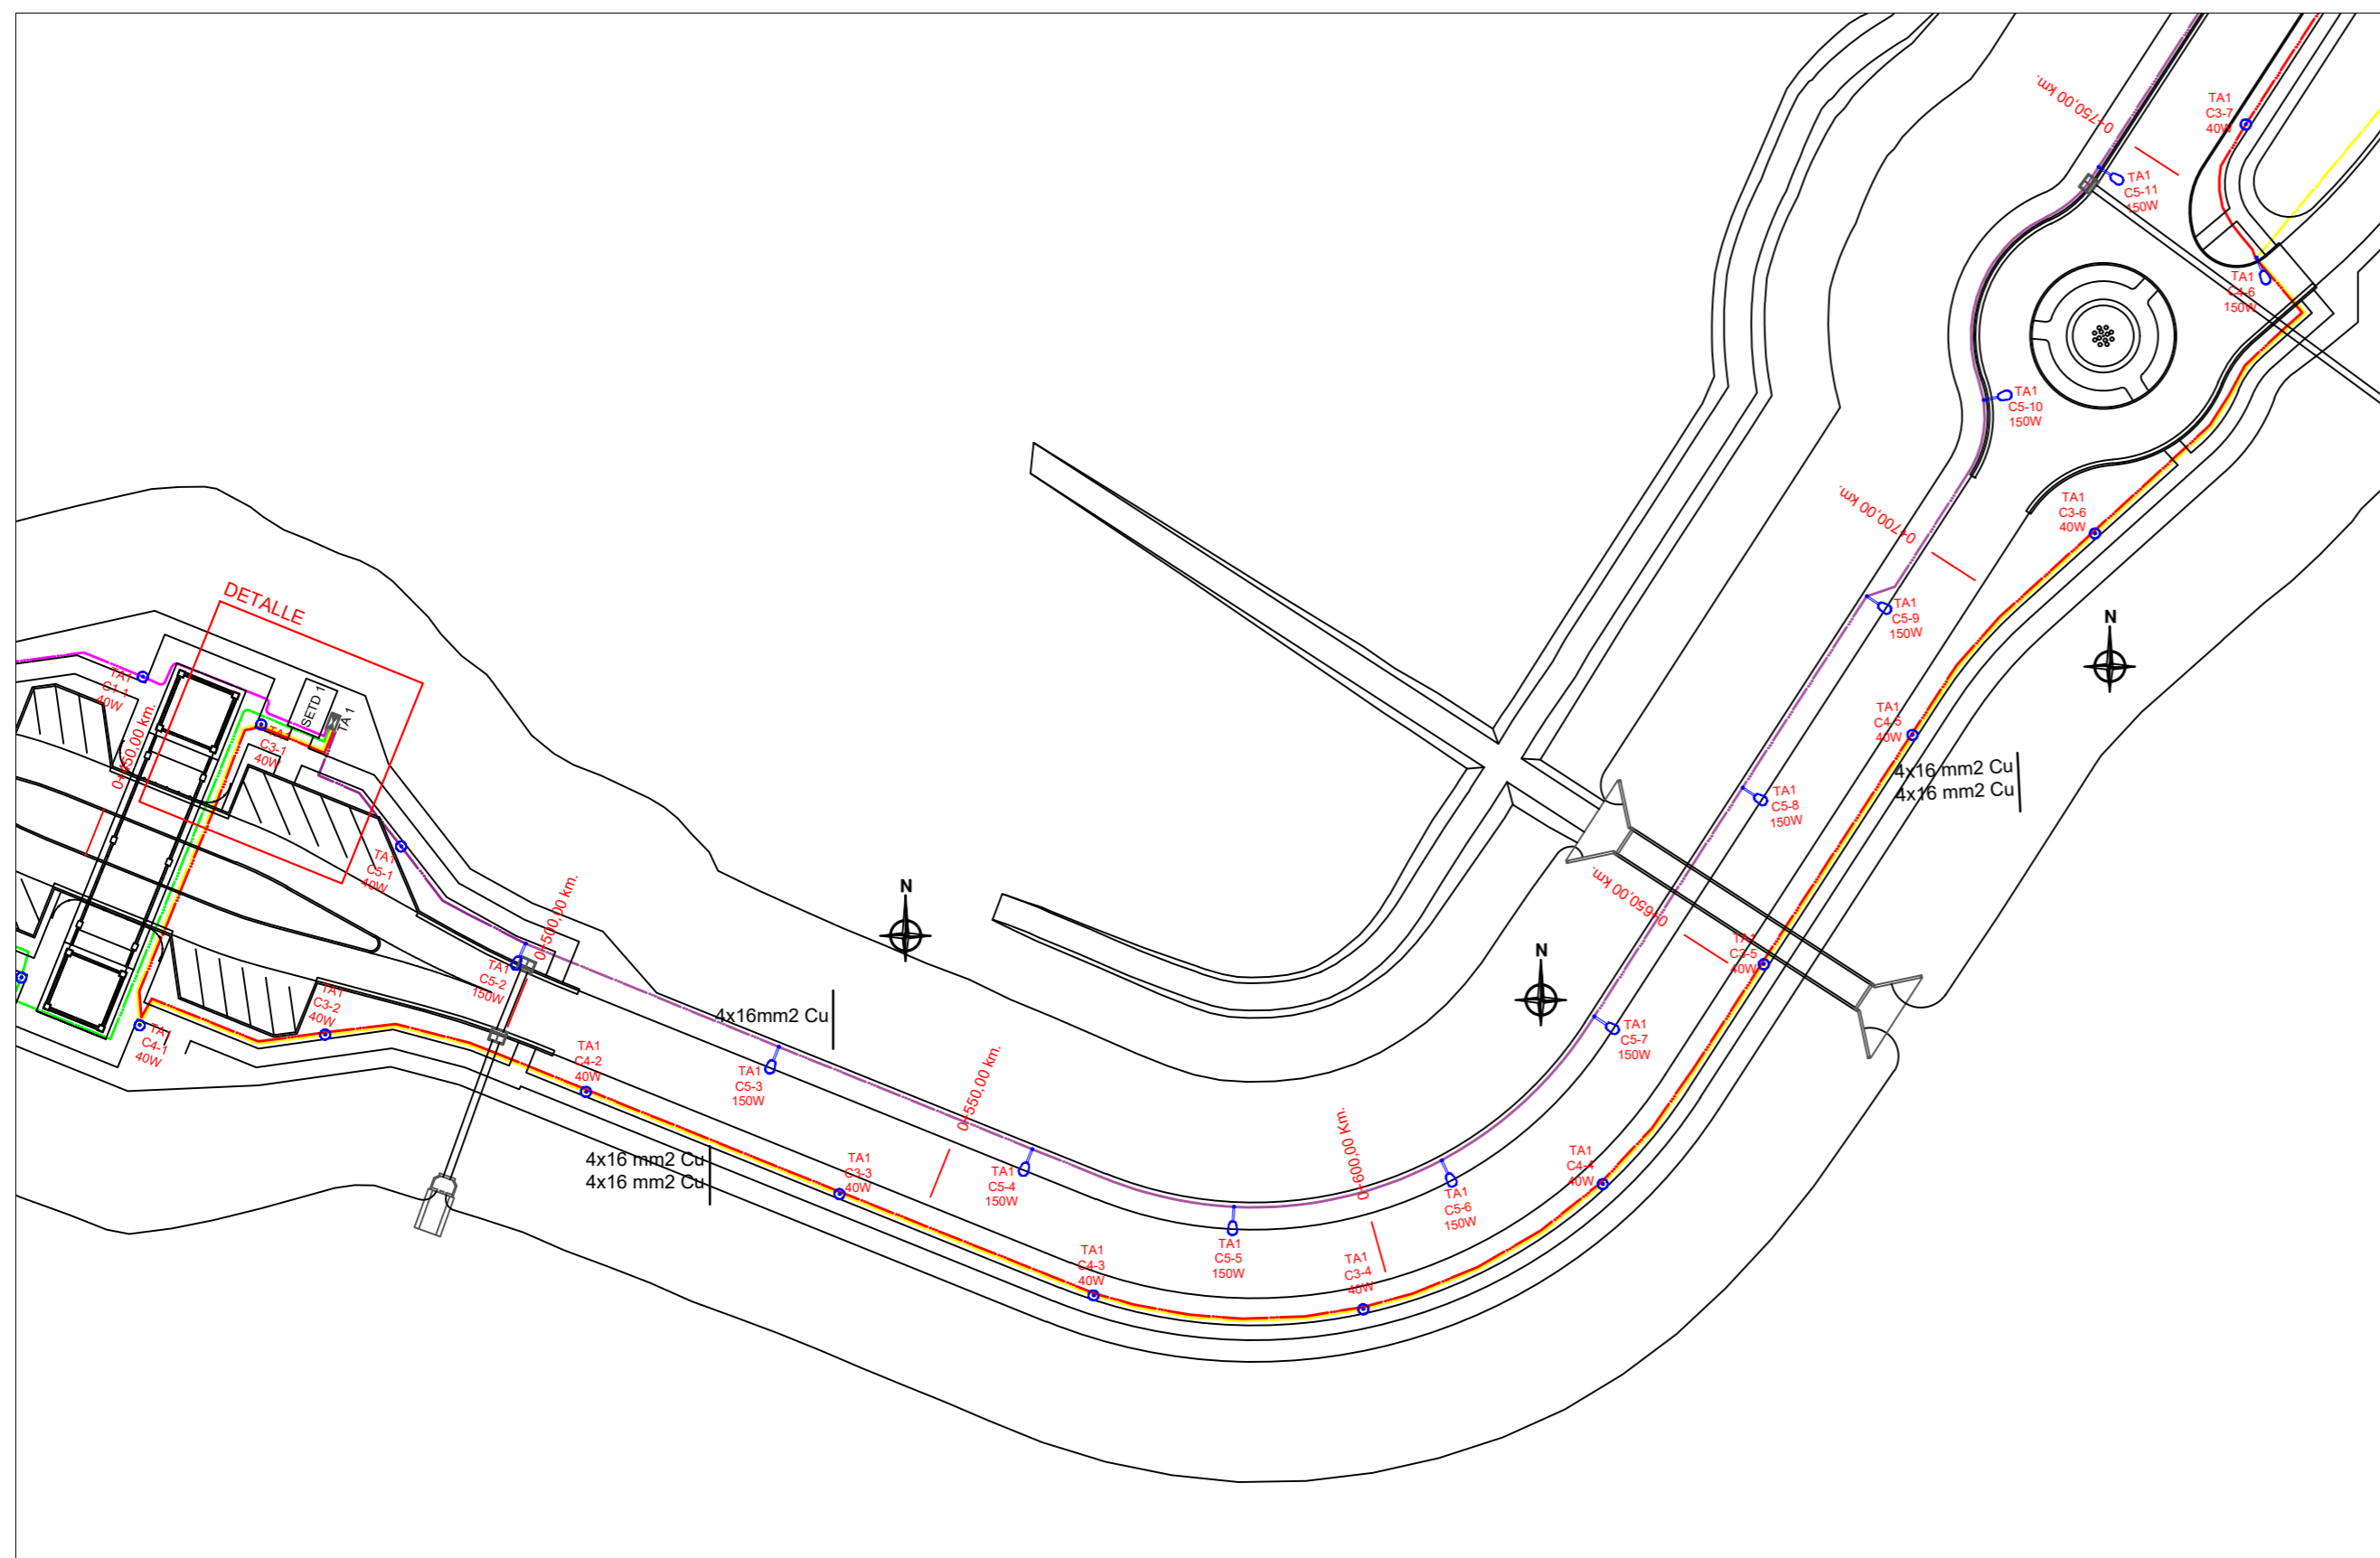 0+750,00 km.
TA1
C3-7
40W
TA1
C5-11
150W
TA1
C4-6
150W
TA1
C5-10
150W
0+700,00 km.
TA1
C3-6
40W
DETALLE
TA1
C5-9
150W
N
TA1
C1-1
40W
0+450,00 km.
SETD 1
TA 1
TA1
C3-1
40W
TA1
C4-5
40W
4x16 mm2 Cu
4x16 mm2 Cu
TA1
C5-8
150W
TA1
C5-1
40W
0+500,00 km.
N
0+650,00 km.
TA1
C3-5
40W
N
TA1
C5-2
150W
TA1
C3-2
40W
4x16mm2 Cu
TA1
C4-1
40W
TA1
C4-2
40W
TA1
C5-3
150W
0+550,00 km.
TA1
C5-7
150W
0+600,00 Km.
4x16 mm2 Cu
4x16 mm2 Cu
TA1
C3-3
40W
TA1
C5-4
150W
TA1
C5-6
150W
TA1
C4-4
40W
TA1
C4-3
40W
TA1
C5-5
150W
TA1
C3-4
40W